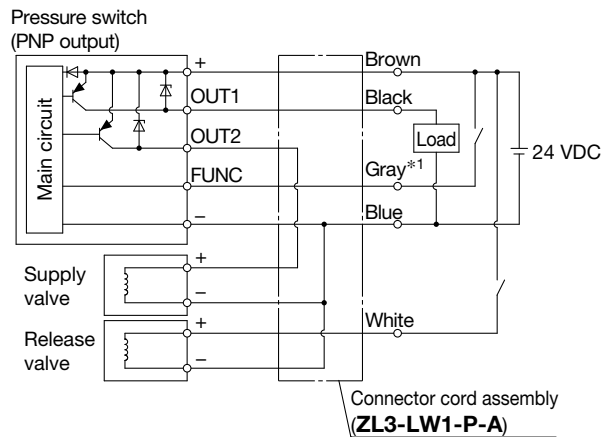 Pressure switch
(PNP output)
Main circuit
+
OUT1
OUT2
FUNC
−
Brown
Black
Load
Gray*1
Blue
24 VDC
Supply
valve
+
−
Release
valve
+
−
White
Connector cord assembly
(ZL3-LW1-P-A)